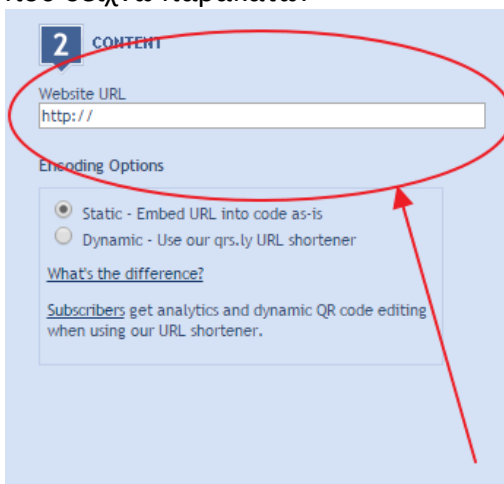 2 CONTENT
Website URL
http://
Encoding Options
Static - Embed URL into code as-is
Dynamic - Use our qrs.ly URL shortener
What's the difference?
Subscribers get analytics and dynamic QR code editing
when using our URL shortener.